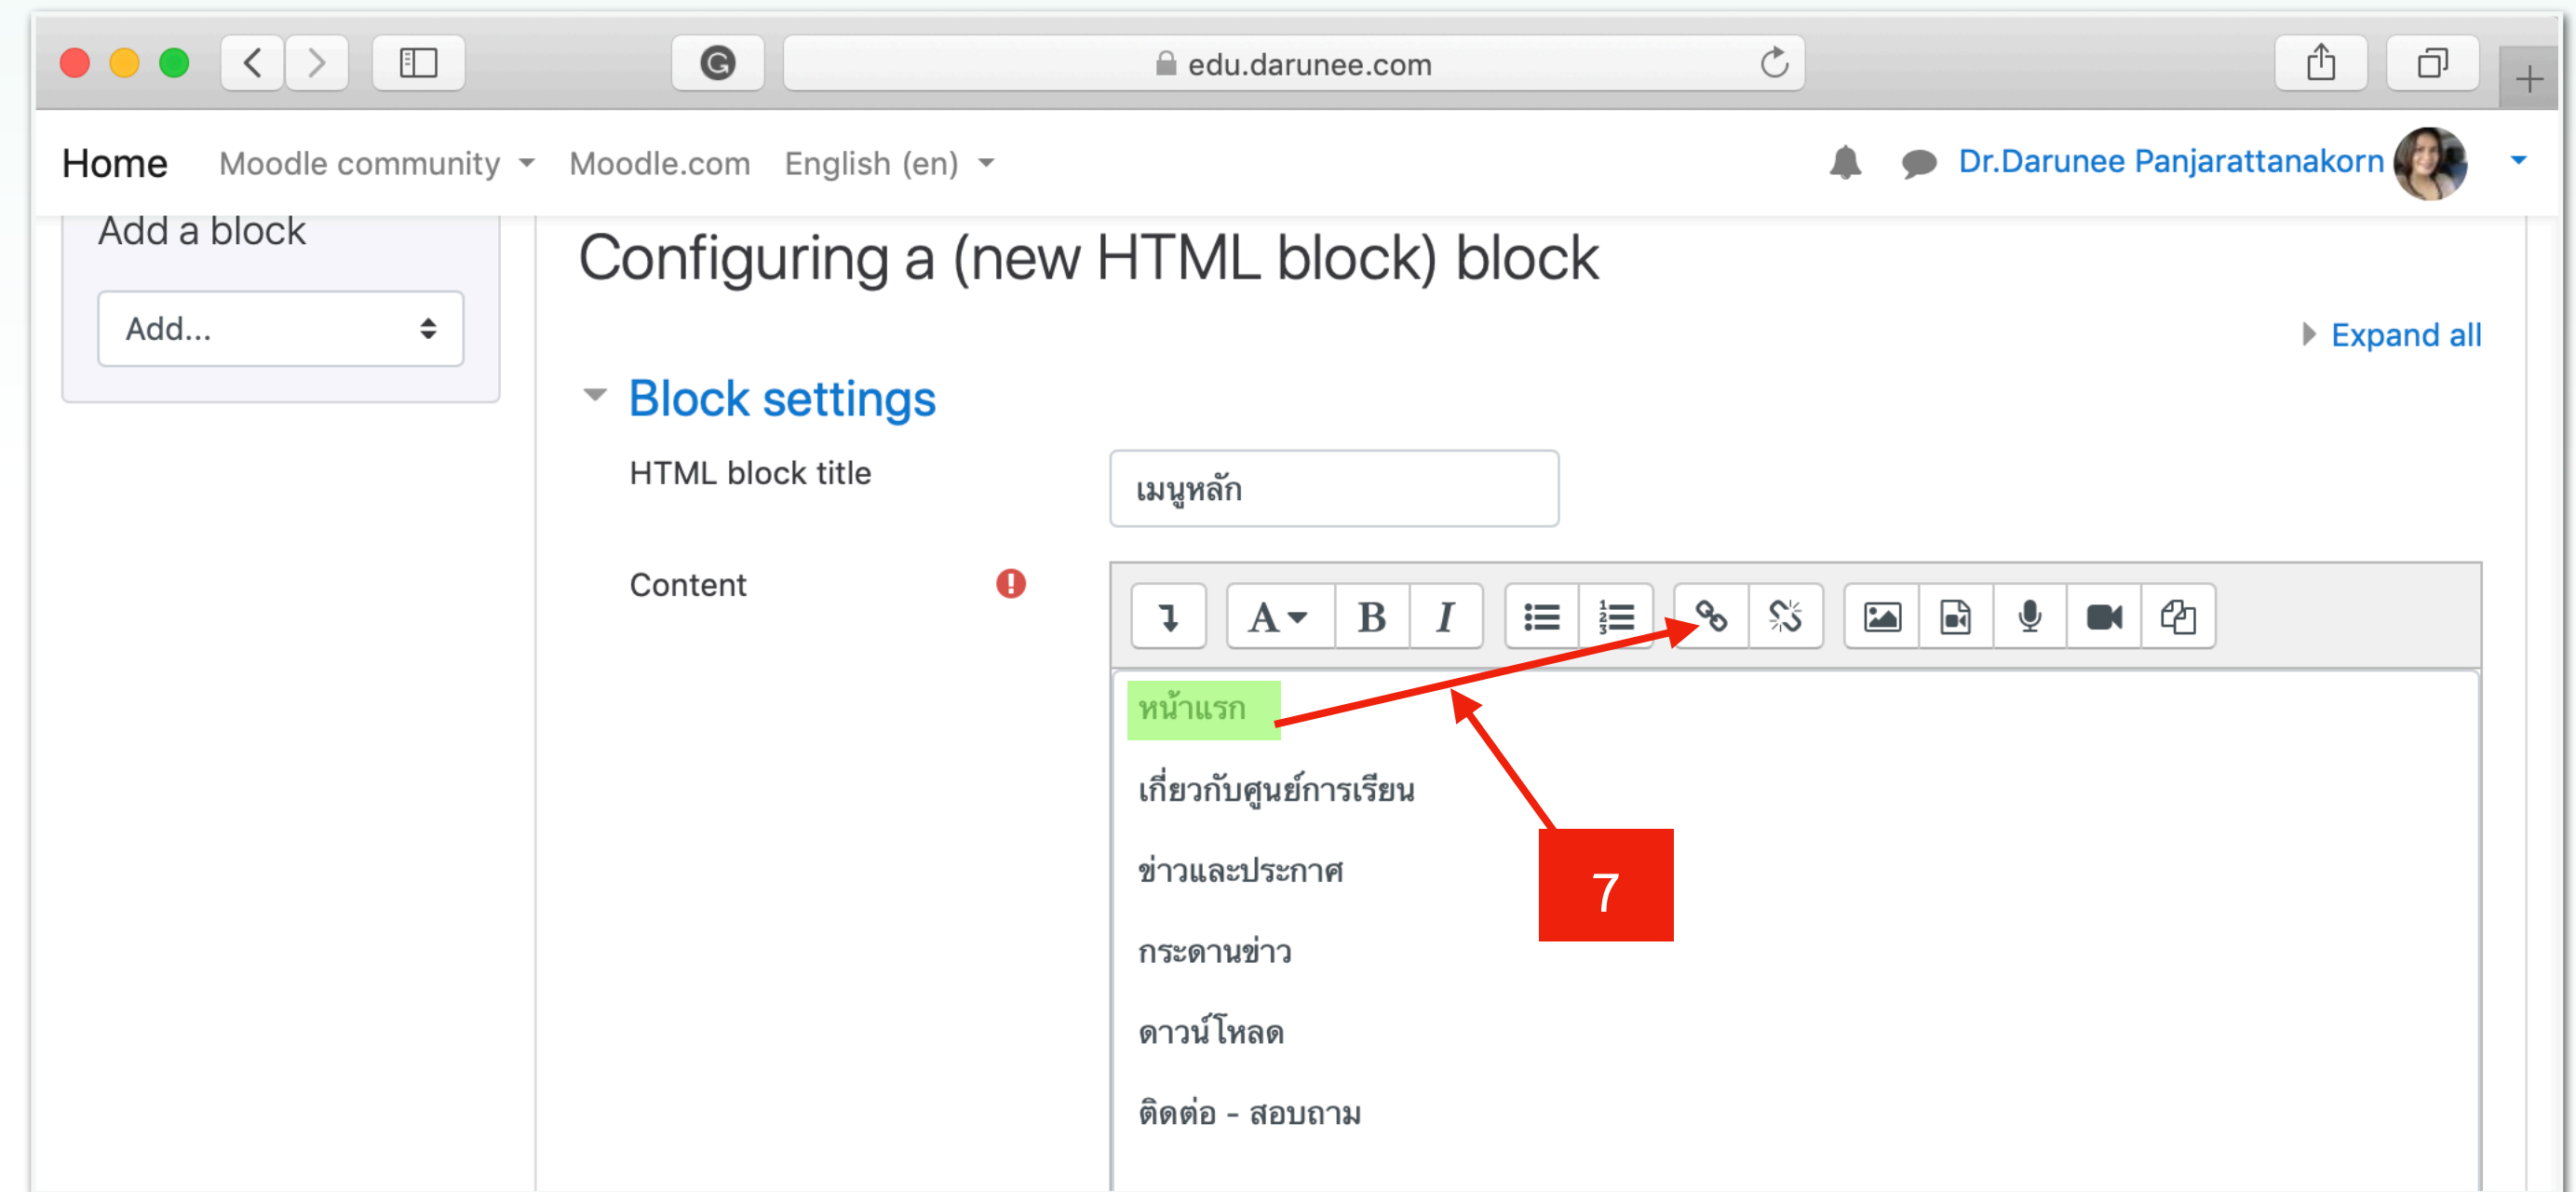 edu.darunee.com
Home Moodle community Moodle.com English (en) Dr.Darunee Panjarattanakorn
Add a block
Add...
Configuring a (new HTML block) block
Expand all
Block settings
HTML block title
เมนูหลัก
Content
A B I
หน้าแรก
เกี่ยวกับศูนย์การเรียน
ข่าวและประกาศ
7
กระดานข่าว
ดาวน์โหลด
ติดต่อ - สอบถาม